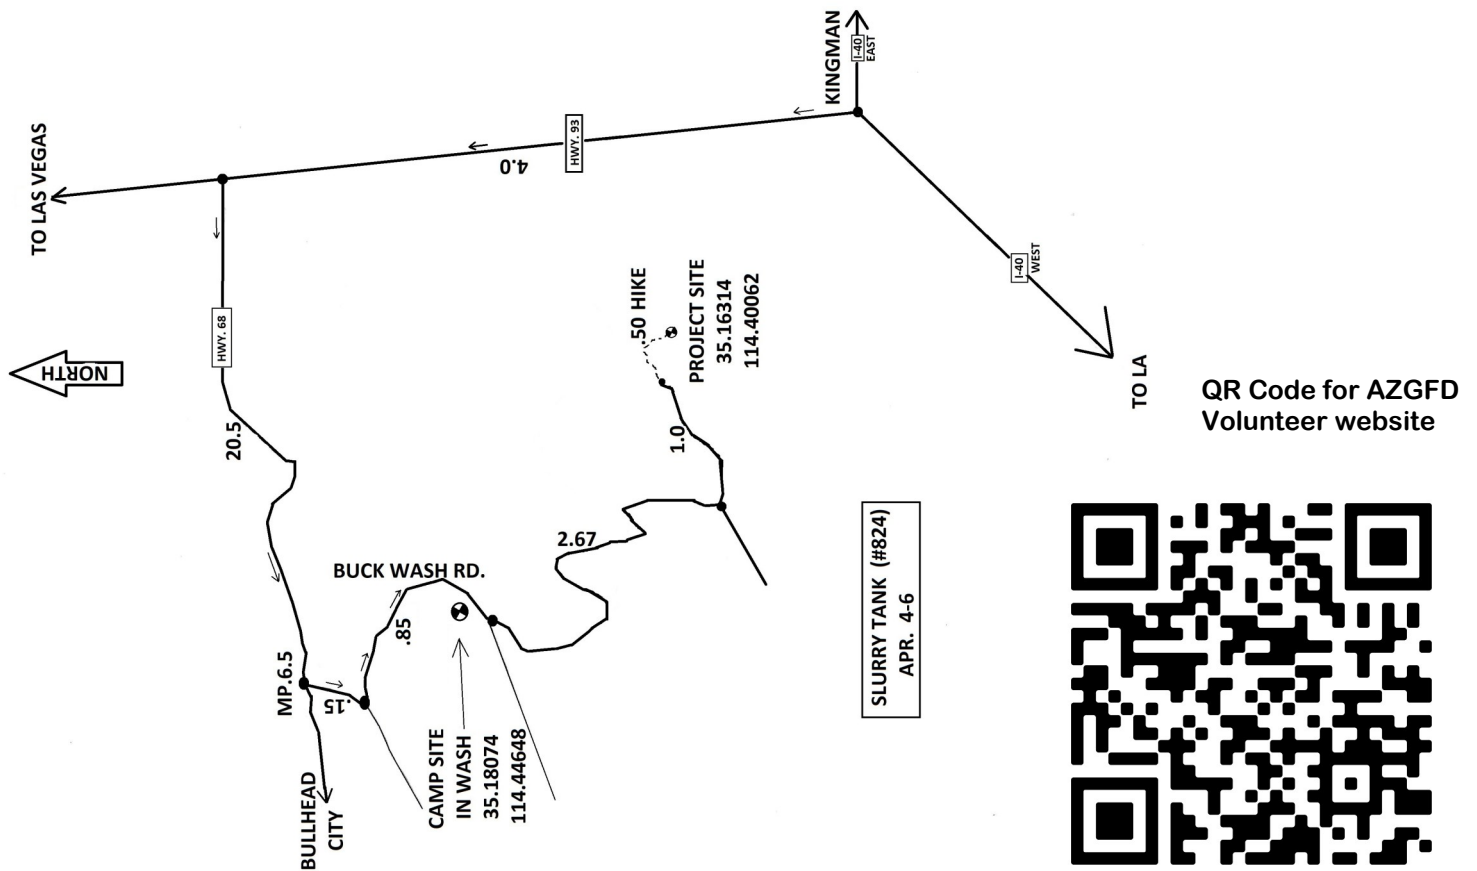 TO LAS VEGAS
KINGMAN
I-40
EAST
HWY. 93
4.0
I-40
WEST
TO LA
HWY. 68
NORTH
20.5
.50 HIKE
PROJECT SITE
35.16314
114.40062
1.0
2.67
BUCK WASH RD.
.85
MP.6.5
.15
BULLHEAD
CITY
CAMP SITE
IN WASH
35.18074
114.44648
SLURRY TANK (#824)
APR. 4-6
QR Code for AZGFD
Volunteer website